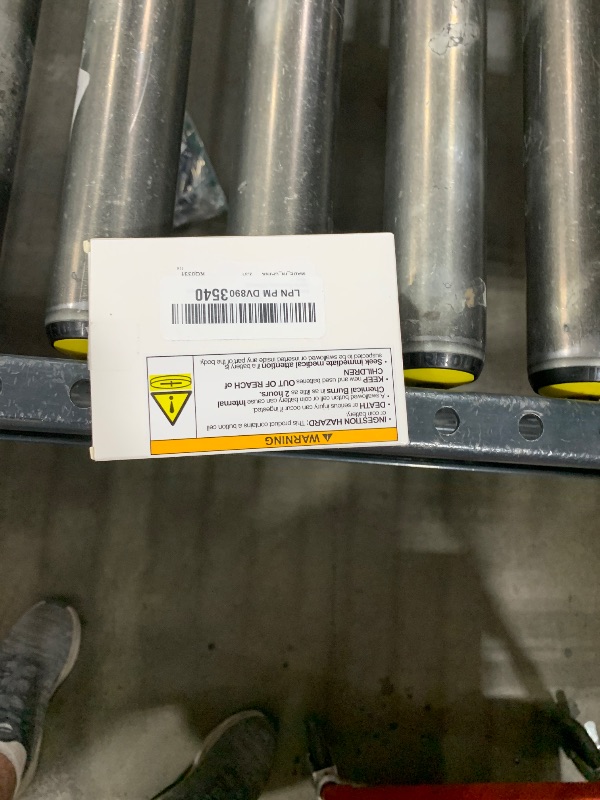 ⚠ WARNING
• INGESTION HAZARD: This product contains a button cell
or coin battery.
• DEATH or serious injury can occur if ingested.
• A swallowed button cell or coin battery can cause Internal
Chemical Burns in as little as 2 hours.
• KEEP new and used batteries OUT OF REACH of
CHILDREN
• Seek immediate medical attention if a battery is
suspected to be swallowed or inserted inside any part of the body.
LPN PM DV8903540